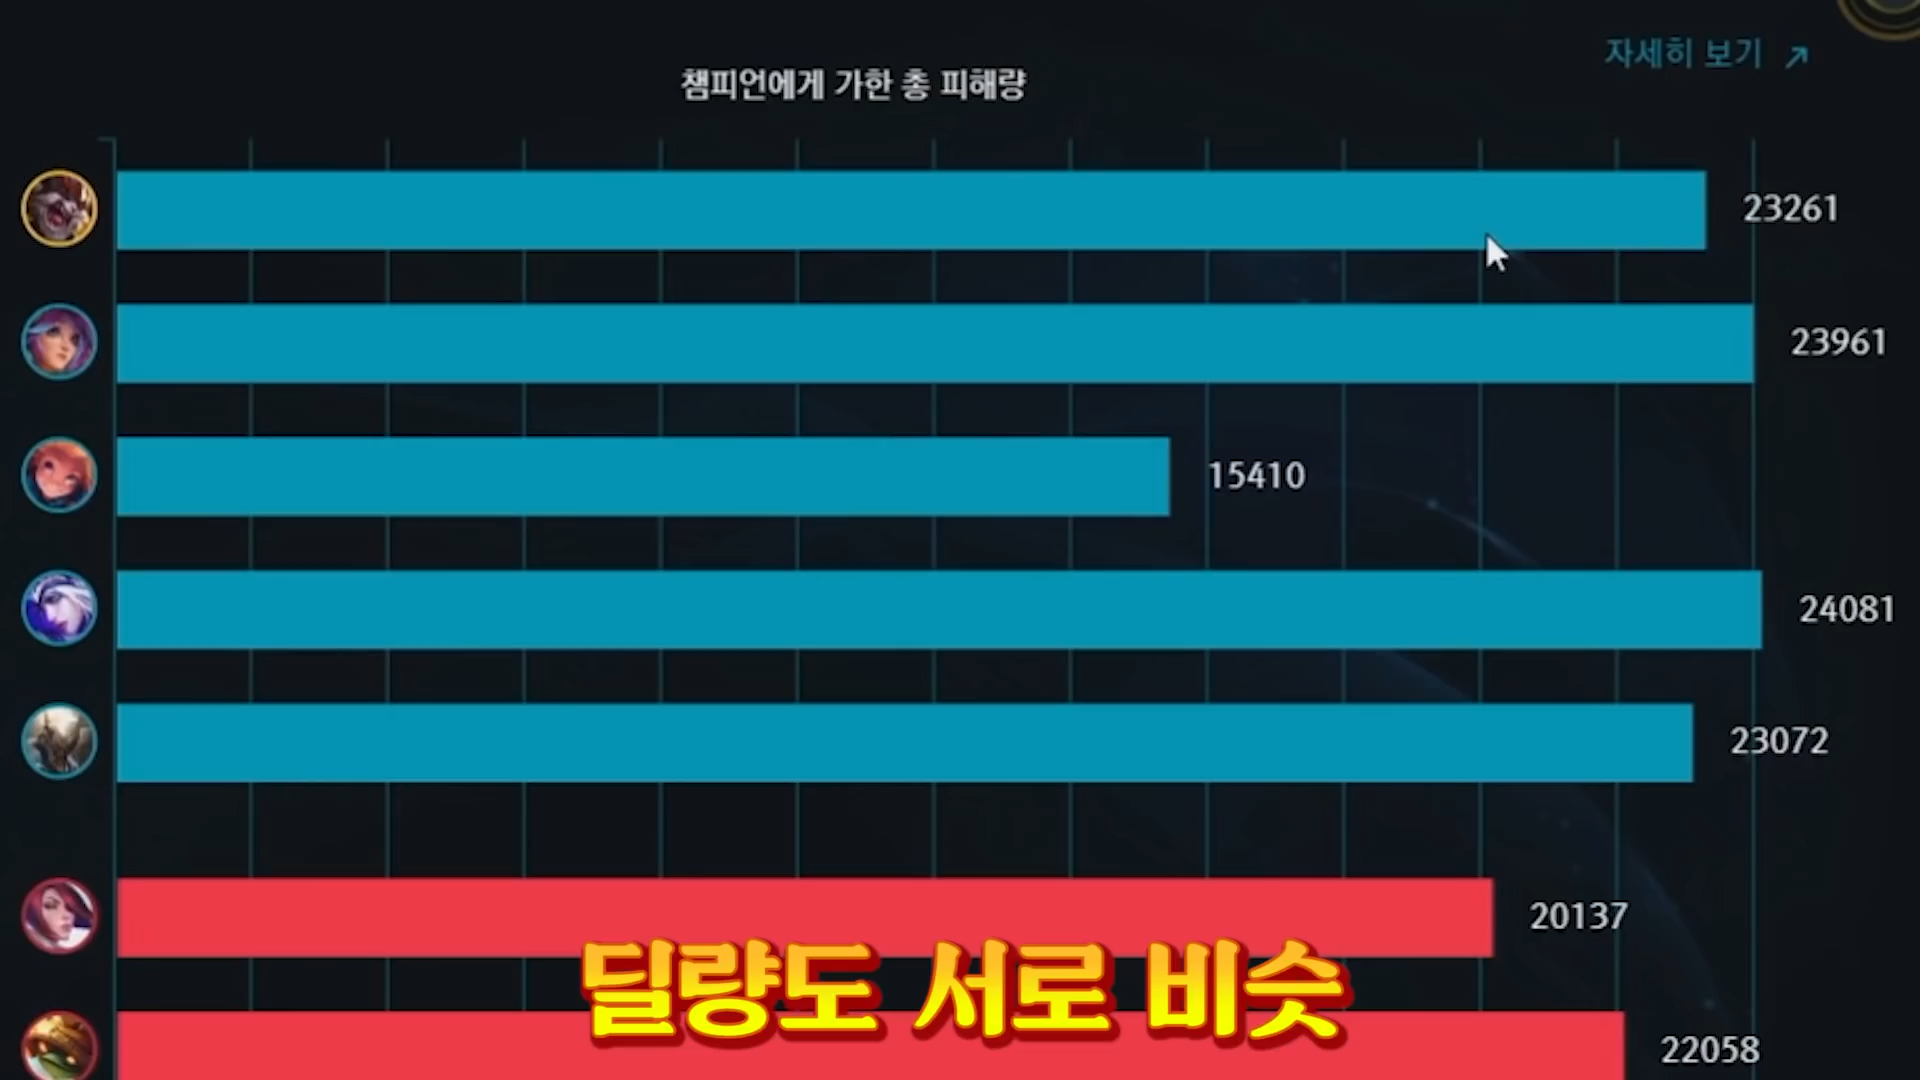 자세히 보기
챔피언에게 가한 총 피해량
23261
23961
15410
24081
23072
20137
딜량도 서로 비슷
22058